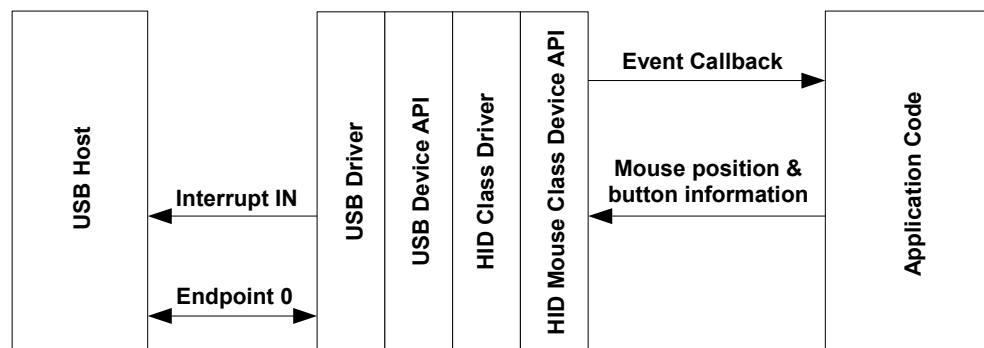 USB Host
Interrupt IN
Endpoint 0
USB Driver
USB Device API
HID Class Driver
HID Mouse Class Device API
Event Callback
Mouse position &
button information
Application Code